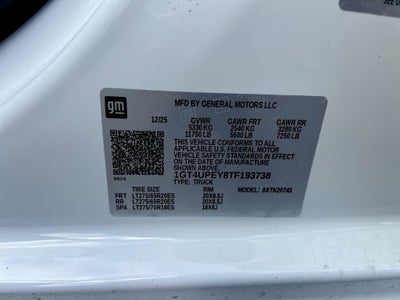 gm
MFD BY GENERAL MOTORS LLC
12/25 GVWR GAWR FRT GAWR RR
5330 KG 2540 KG 3289 KG
11750 LB 5600 LB 7250 LB
THIS VEHICLE CONFORMS TO ALL
APPLICABLE U.S. FEDERAL MOTOR
VEHICLE SAFETY STANDARDS IN
EFFECT ON THE DATE OF
MANUFACTURE SHOWN ABOVE.
1GT4UPEY8TF193738
TYPE: TRUCK
MODEL:
TIRE SIZE RIM
FRT LT275/65R20ES 20X8.5J
RR LT275/65R20ES 20X8.5J
SPA LT275/70R18ES 18X8J